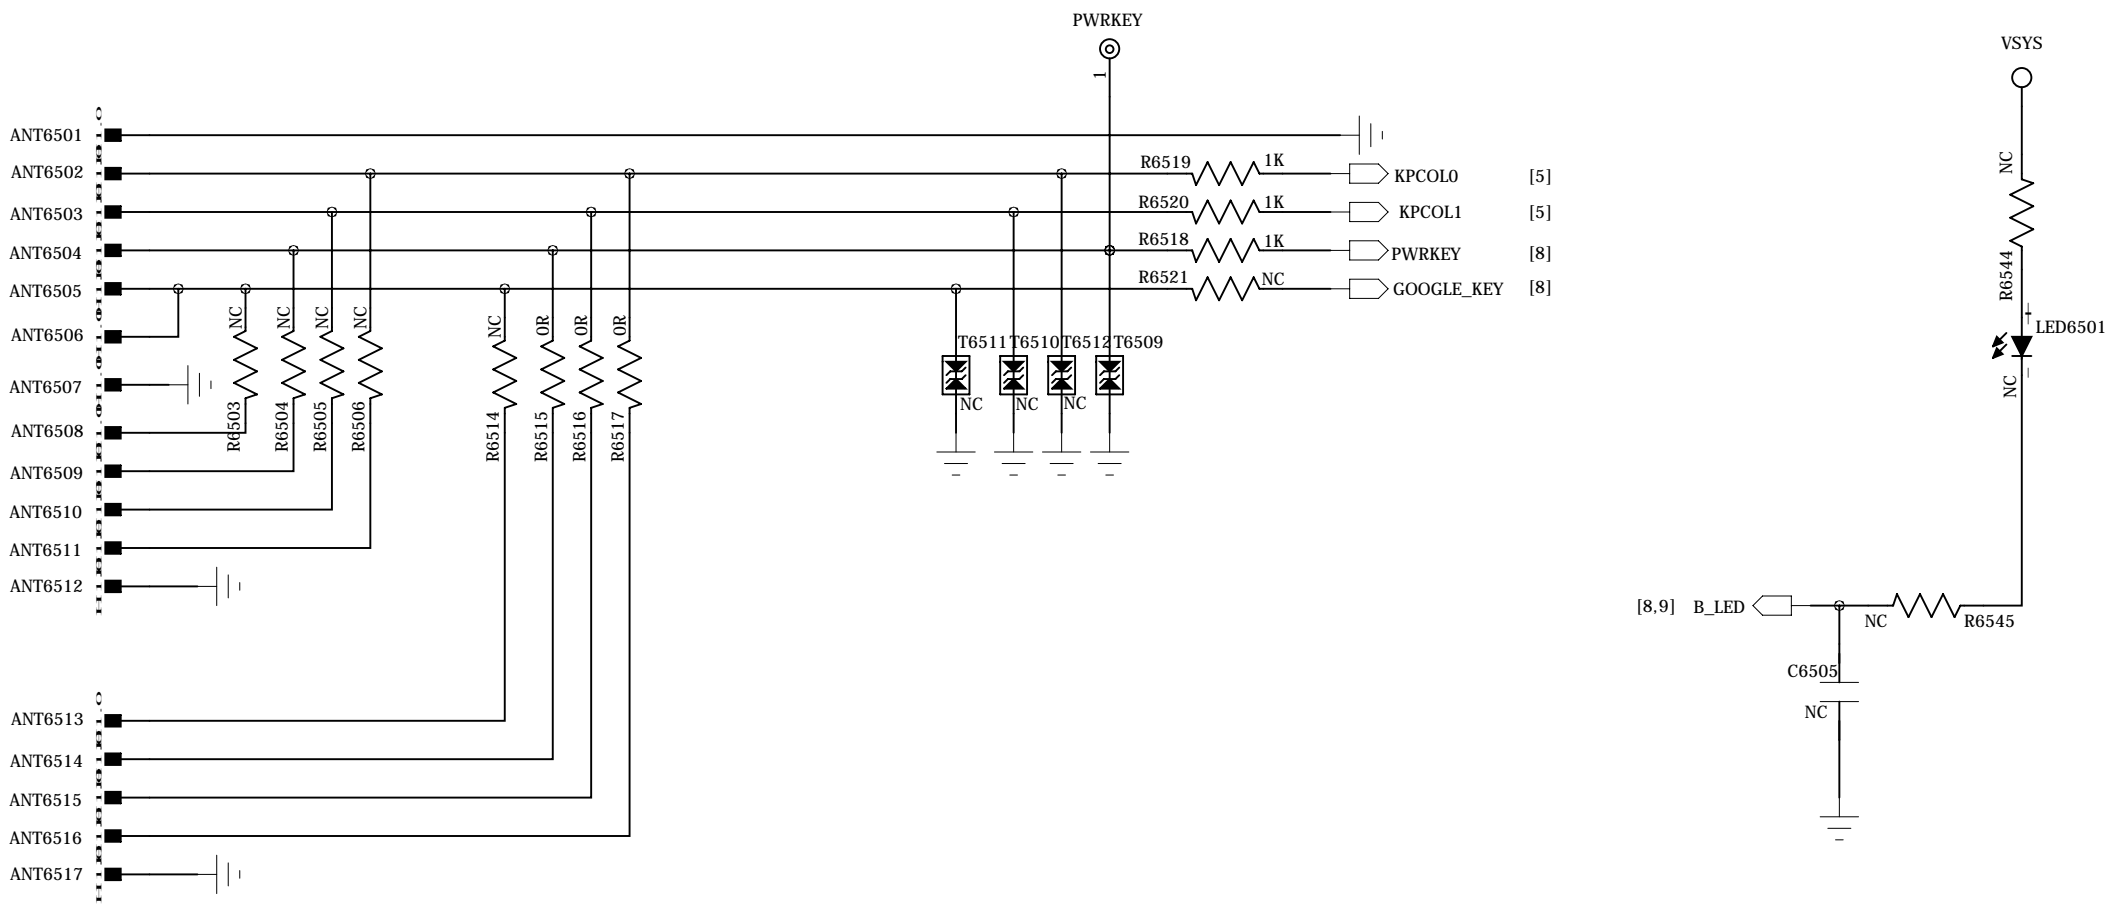 PWRKEY
VSYS
1
ANT6501
ANT6502
R6519 1K
KPCOL0 [5]
ANT6503
R6520 1K
KPCOL1 [5]
ANT6504
R6518 1K
PWRKEY [8]
ANT6505
R6521 NC
GOOGLE_KEY [8]
ANT6506
ANT6507
ANT6508
ANT6509
ANT6510
ANT6511
ANT6512
NC
NC
NC
NC
R6503
R6504
R6505
R6506
NC
0R
0R
0R
R6514
R6515
R6516
R6517
T6511 T6510 T6512 T6509
NC
NC
NC
NC
R6544
+
LED6501
-
NC
[8,9] B_LED
NC
R6545
C6505
NC
ANT6513
ANT6514
ANT6515
ANT6516
ANT6517